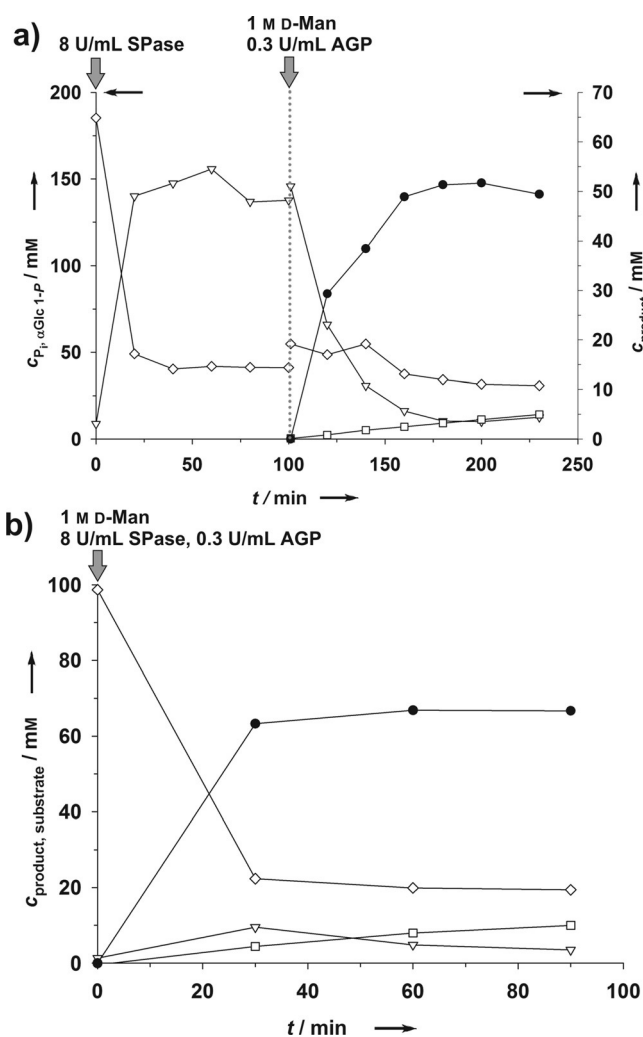 a)
8 U/mL SPase
1 M D-Man
0.3 U/mL AGP
200
150
100
50
0
70
60
50
40
30
20
10
0
c Pi, αGlc 1-P / mM
c product / mM
0 50 100 150 200 250
t / min
b)
1 M D-Man
8 U/mL SPase, 0.3 U/mL AGP
100
80
60
40
20
0
c product, substrate / mM
0 20 40 60 80 100
t / min